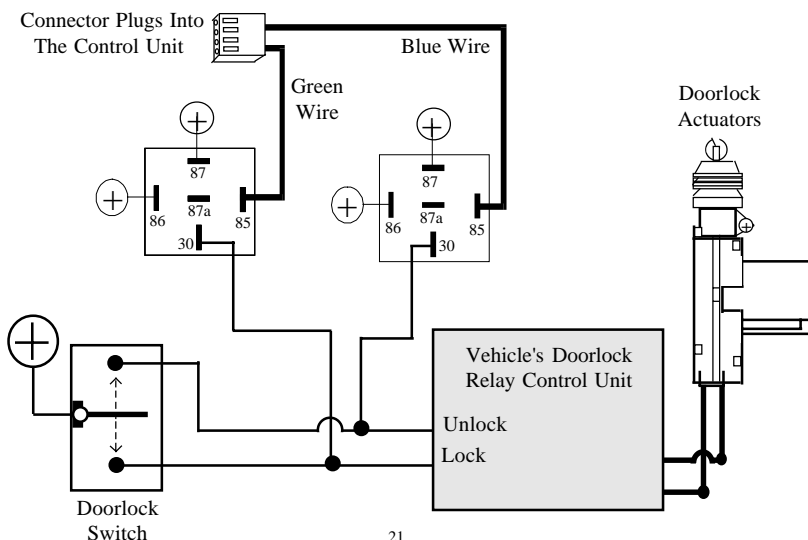 Connector Plugs Into
The Control Unit
Blue Wire
Green
Wire
Doorlock
Actuators
87
86
87a
85
30
87
86
87a
85
30
Vehicle's Doorlock
Relay Control Unit
Unlock
Lock
Doorlock
Switch
21